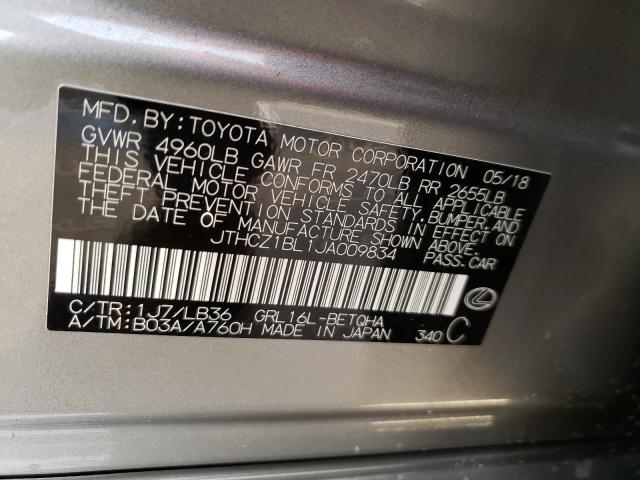 MFD. BY: TOYOTA MOTOR CORPORATION 05/18
GVWR 4960LB GAWR FR 2470LB RR 2655LB
THIS VEHICLE CONFORMS TO ALL APPLICABLE
FEDERAL MOTOR VEHICLE SAFETY, BUMPER, AND
THEFT PREVENTION STANDARDS IN EFFECT ON
THE DATE OF MANUFACTURE SHOWN ABOVE.
JTHCZ1BL1JA009834 PASS.CAR
C/TR: 1J7/LB36 GRL16L-BETQHA
A/TM: B03A/A760H MADE IN JAPAN 340 C